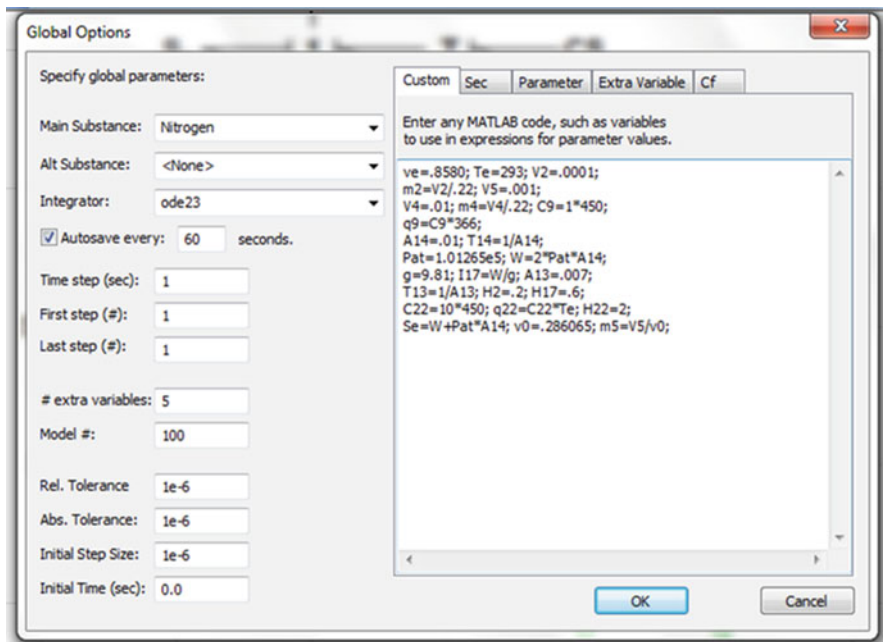 Global Options
Specify global parameters:
Main Substance: Nitrogen
Alt Substance: <None>
Integrator: ode23
Autosave every: 60 seconds.
Time step (sec): 1
First step (#): 1
Last step (#): 1
# extra variables: 5
Model #: 100
Rel. Tolerance 1e-6
Abs. Tolerance: 1e-6
Initial Step Size: 1e-6
Initial Time (sec): 0.0
Custom Sec Parameter Extra Variable Cf
Enter any MATLAB code, such as variables
to use in expressions for parameter values.
ve=.8580; Te=293; V2=.0001;
m2=V2/.22; V5=.001;
V4=.01; m4=V4/.22; C9=1*450;
q9=C9*366;
A14=.01; T14=1/A14;
Pat=1.01265e5; W=2*Pat*A14;
g=9.81; I17=W/g; A13=.007;
T13=1/A13; H2=.2; H17=.6;
C22=10*450; q22=C22*Te; H22=2;
Se=W+Pat*A14; v0=.286065; m5=V5/v0;
OK Cancel